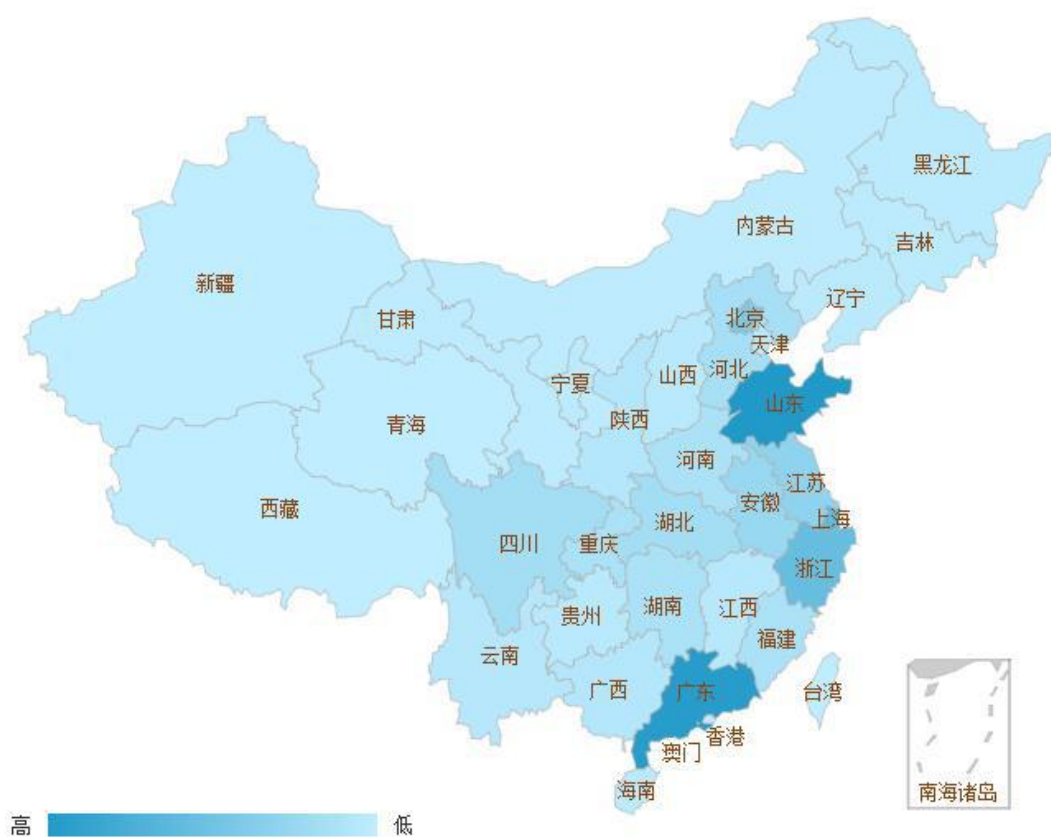 黑龙江
内蒙古
吉林
新疆
辽宁
甘肃
北京
天津
河北
山西
宁夏
山东
陕西
青海
河南
江苏
安徽
西藏
湖北
上海
四川
重庆
浙江
湖南
江西
贵州
福建
云南
广西
广东
台湾
香港
澳门
海南
南海诸岛
高
低